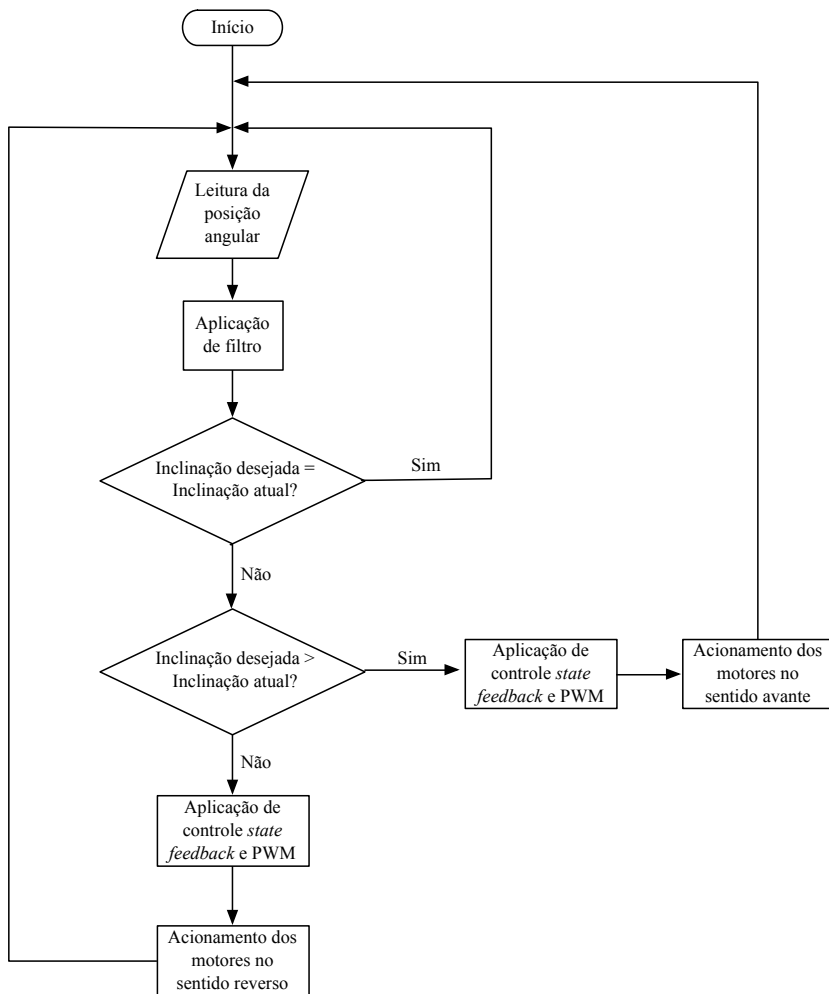 Início
Leitura da
posição
angular
Aplicação
de filtro
Inclinação desejada =
Inclinação atual?
Sim
Não
Inclinação desejada >
Inclinação atual?
Sim
Aplicação de
controle state
feedback e PWM
Acionamento dos
motores no
sentido avante
Não
Aplicação de
controle state
feedback e PWM
Acionamento dos
motores no
sentido reverso